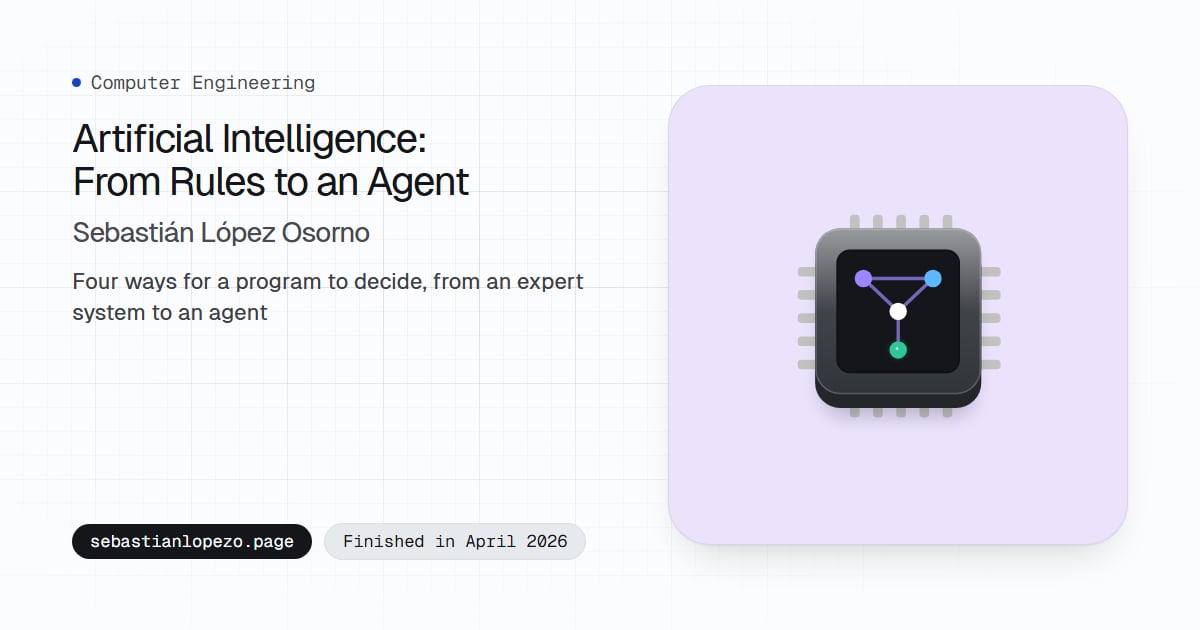 Computer Engineering
Artificial Intelligence:
From Rules to an Agent
Sebastián López Osorno
Four ways for a program to decide, from an expert
system to an agent
sebastianlopezo.page
Finished in April 2026